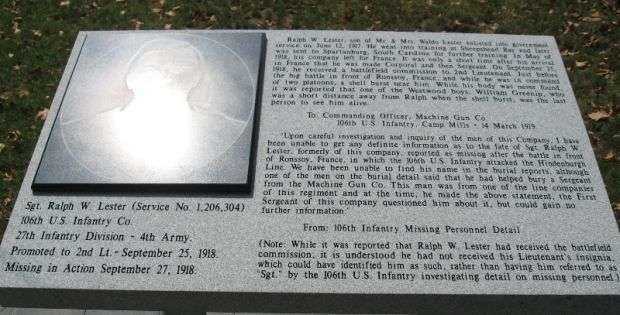 Ralph W. Lester, son of Mr. & Mrs. Waldo Lester enlisted into government
service on June 12, 1917. He went into training at Sheepshead Bay and later
was sent to Spartanburg, South Carolina for further training. In May of
1918, his company left for France. It was only a short time after his arrival
in France that he was made Corporal and then Sergeant. On September 25,
1918, he received a battlefield commission to 2nd Lieutenant. Just before
the big battle in front of Ronssoy, France, and while he was in command
of two platoons, a shell burst near him. While his body was never found,
it was reported that one of the Westwood boys, William Greenip, who
was a short distance away from Ralph when the shell burst, was the last
person to see him alive.
To: Commanding Officer, Machine Gun Co.
106th U.S. Infantry, Camp Mills - 14 March 1919
"Upon careful investigation and inquiry of the men of this Company, I have
been unable to get any definite information as to the fate of Sgt. Ralph W.
Lester, formerly of this company, reported as missing after the battle in front
of Ronssoy, France, in which the 106th U.S. Infantry attacked the Hindenburg
Line. We have been unable to find his name in the burial reports, although
one of the men on the burial detail said that he had helped bury a Sergeant
from the Machine Gun Co. This man was from one of the line companies
of this regiment and at the time, he made the above statement, the First
Sergeant of this company questioned him about it, but could gain no
further information."
From: 106th Infantry Missing Personnel Detail
(Note: While it was reported that Ralph W. Lester had received the battlefield
commission, it is understood he had not received his Lieutenant's insignia,
which could have identified him as such, rather than having him referred to as
"Sgt." by the 106th U.S. Infantry investigating detail on missing personnel.)
Sgt. Ralph W. Lester (Service No. 1,206,304)
106th U.S. Infantry Co.
27th Infantry Division - 4th Army.
Promoted to 2nd Lt. - September 25, 1918.
Missing in Action September 27, 1918.